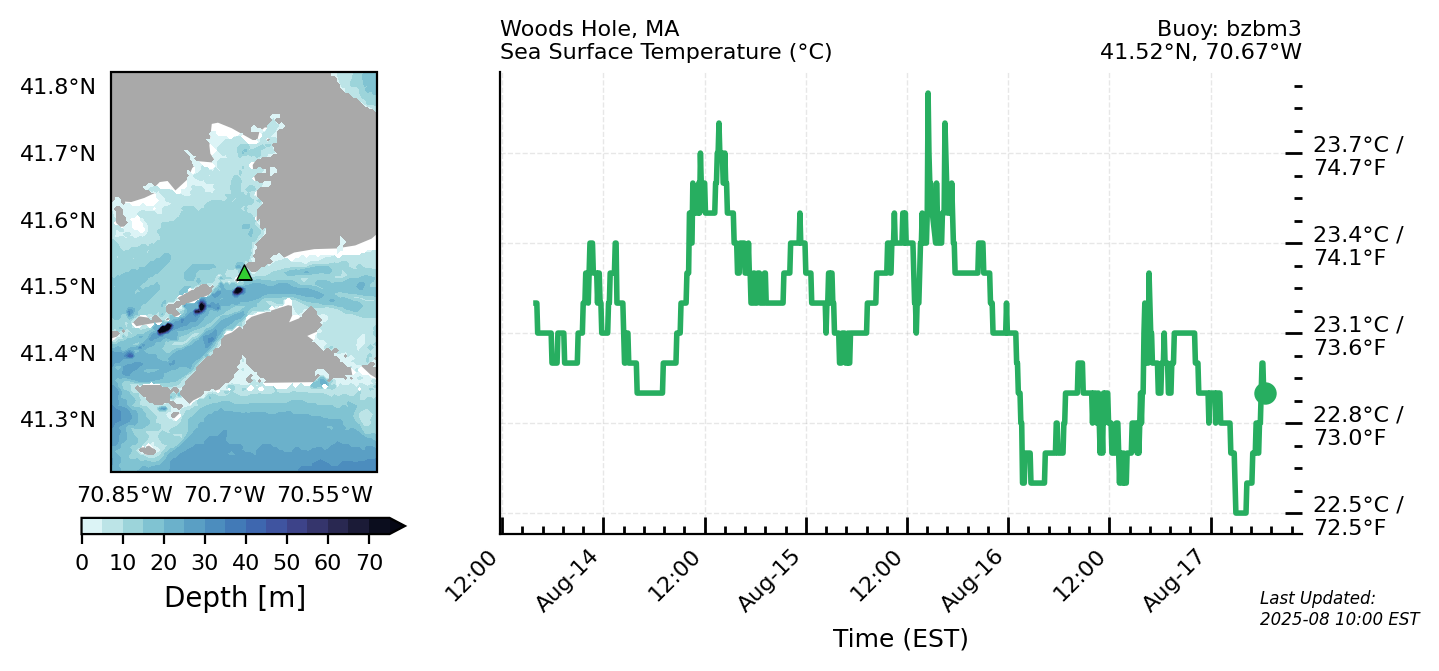 Woods Hole, MA
Sea Surface Temperature (°C)
Buoy: bzbm3
41.52°N, 70.67°W
41.8°N
41.7°N
41.6°N
41.5°N
41.4°N
41.3°N
70.85°W 70.7°W 70.55°W
0 10 20 30 40 50 60 70
Depth [m]
23.7°C /
74.7°F
23.4°C /
74.1°F
23.1°C /
73.6°F
22.8°C /
73.0°F
22.5°C /
72.5°F
12:00 Aug-14 12:00 Aug-15 12:00 Aug-16 12:00 Aug-17
Time (EST)
Last Updated:
2025-08 10:00 EST